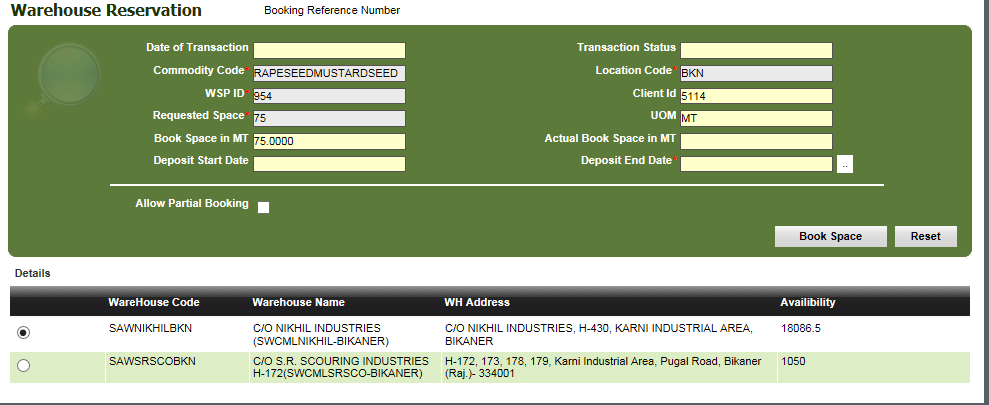 Warehouse Reservation Booking Reference Number
Date of Transaction Transaction Status
Commodity Code* RAPESEEDMUSTARDSEED Location Code* BKN
WSP ID* 954 Client Id 5114
Requested Space* 75 UOM MT
Book Space in MT 75.0000 Actual Book Space in MT
Deposit Start Date Deposit End Date* ..
Allow Partial Booking
Book Space Reset
Details
WareHouse Code Warehouse Name WH Address Availibility
SAWNIKHILBKN C/O NIKHIL INDUSTRIES C/O NIKHIL INDUSTRIES, H-430, KARNI INDUSTRIAL AREA, 18086.5
(SWCMLNIKHIL-BIKANER) BIKANER
SAWSRSCOBKN C/O S.R. SCOURING INDUSTRIES H-172, 173, 178, 179, Karni Industrial Area, Pugal Road, Bikaner 1050
H-172(SWCMLSRSCO-BIKANER) (Raj.)- 334001